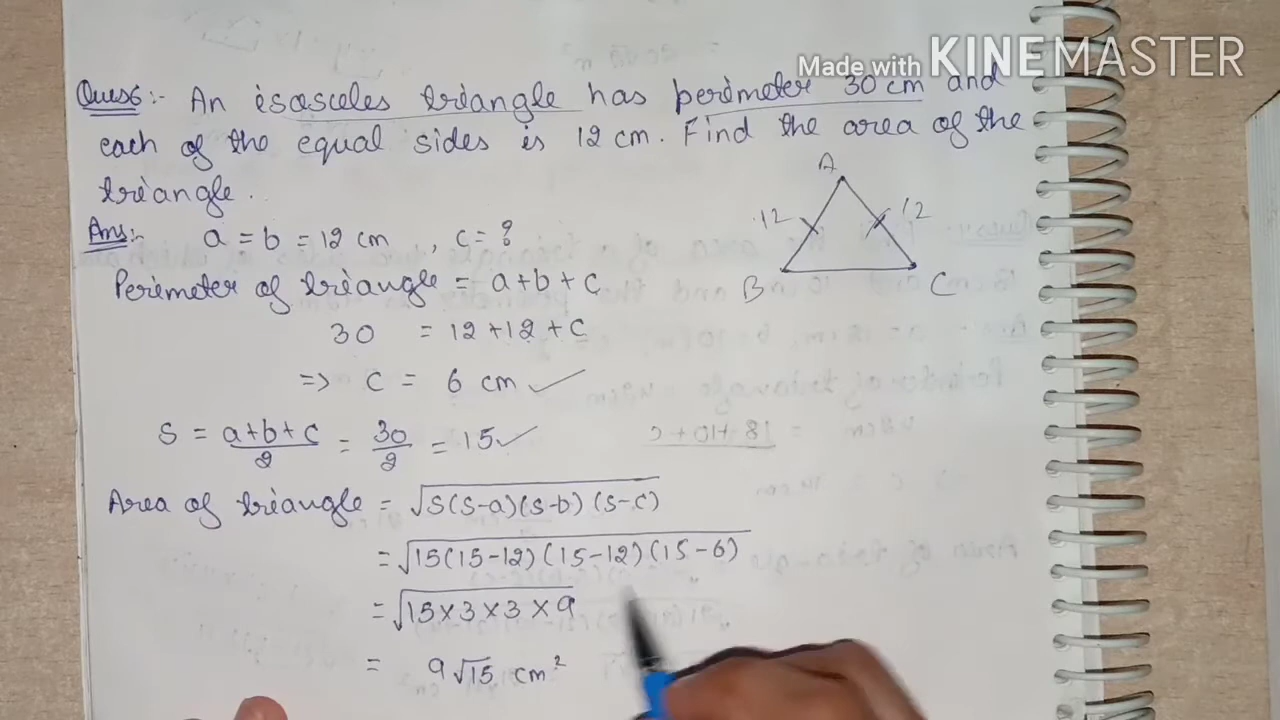 Made with KINEMASTER
Ques6:- An isosceles triangle has perimeter 30 cm and
each of the equal sides is 12 cm. Find the area of the
triangle.
A
12 12
B C
Ans:- a = b = 12 cm , c = ?
Perimeter of triangle = a+b+c
30 = 12+12+c
=> c = 6 cm ✓
S = a+b+c/2 = 30/2 = 15 ✓
Area of triangle = √S(S-a)(S-b)(S-c)
= √15(15-12)(15-12)(15-6)
= √15×3×3×9
= 9√15 cm²